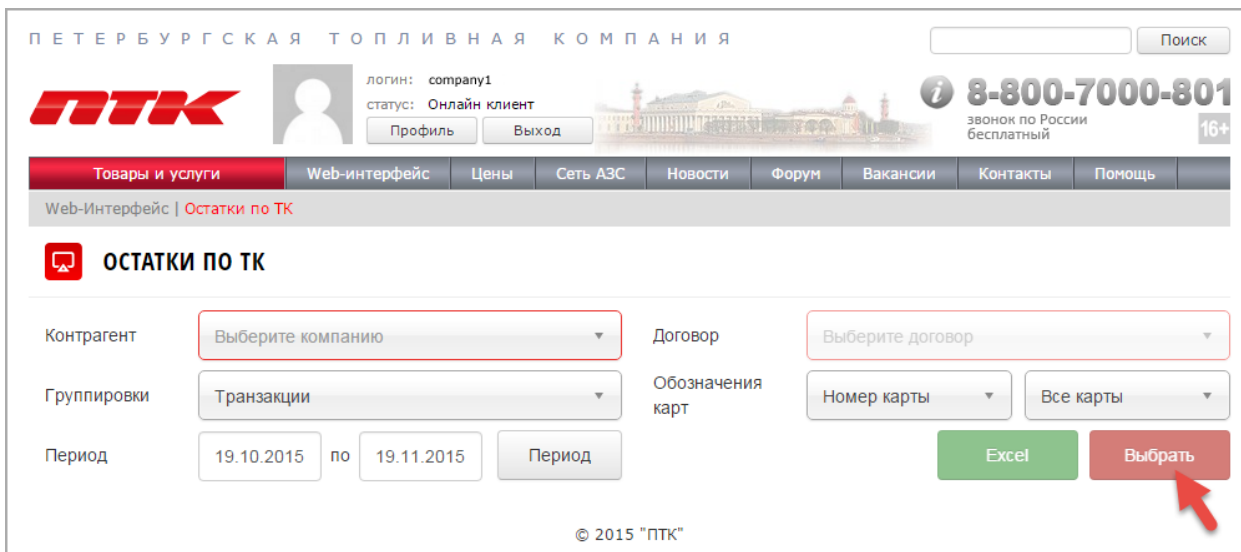 ПЕТЕРБУРГСКАЯ ТОПЛИВНАЯ КОМПАНИЯ
Поиск
ПТК
логин: company1
статус: Онлайн клиент
Профиль Выход
i 8-800-7000-801
звонок по России
бесплатный
16+
Товары и услуги Web-интерфейс Цены Сеть АЗС Новости Форум Вакансии Контакты Помощь
Web-Интерфейс | Остатки по ТК
ОСТАТКИ ПО ТК
Контрагент Выберите компанию Договор Выберите договор
Группировки Транзакции Обозначения карт Номер карты Все карты
Период 19.10.2015 по 19.11.2015 Период Excel Выбрать
© 2015 "ПТК"